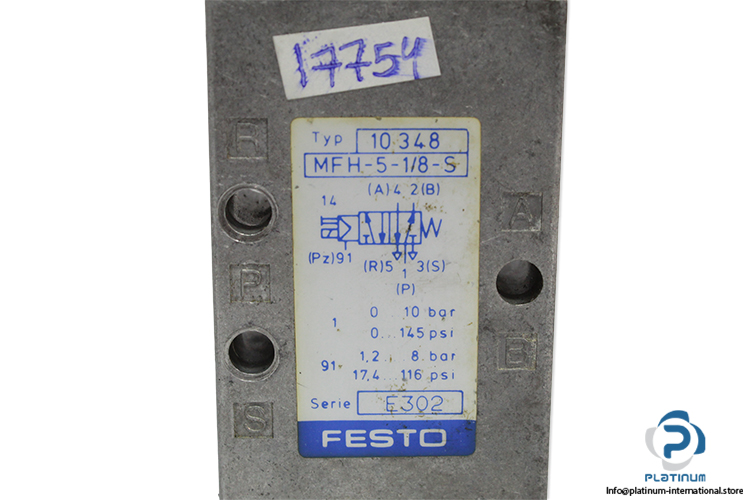 17754
Typ 10.348
MFH-5-1/8-S
(A) 4 2 (B)
14
(Pz) 91
(R) 5 1 3 (S)
(P)
1 0 10 bar
0...145 psi
91 1,2... 8 bar
17,4...116 psi
Serie E302
FESTO
R
P
S
A
B
PLATINUM
Info@platinum-international.store